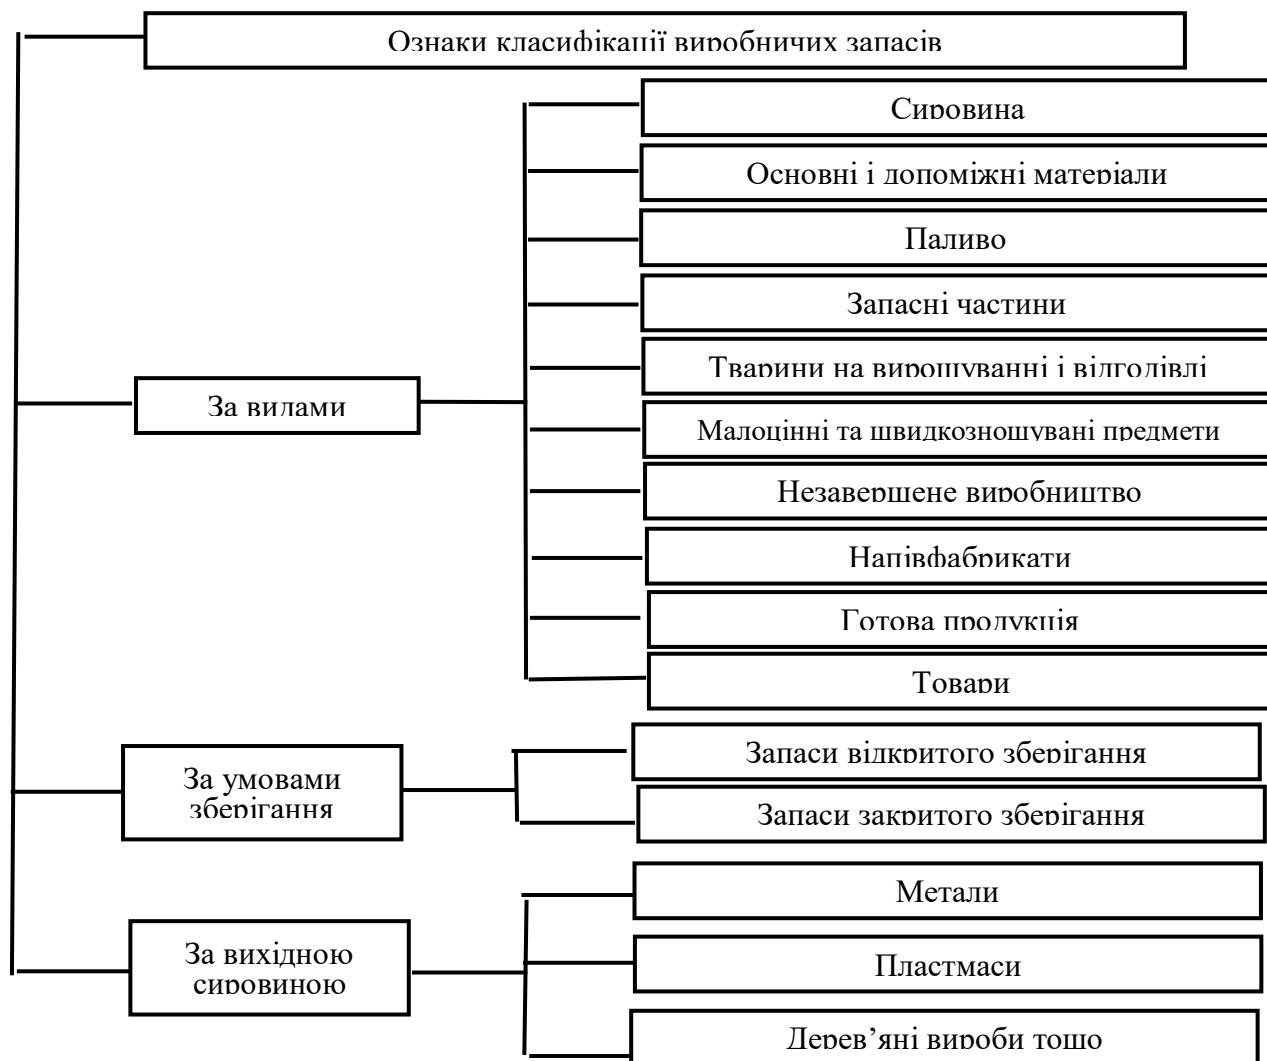 Ознаки класифікації виробничих запасів
Сировина
Основні і допоміжні матеріали
Паливо
Запасні частини
Тварини на вирощуванні і відгодівлі
За видами
Малоцінні та швидкозношувані предмети
Незавершене виробництво
Напівфабрикати
Готова продукція
Товари
За умовами
зберігання
Запаси відкритого зберігання
Запаси закритого зберігання
За вихідною
сировиною
Метали
Пластмаси
Дерев’яні вироби тощо